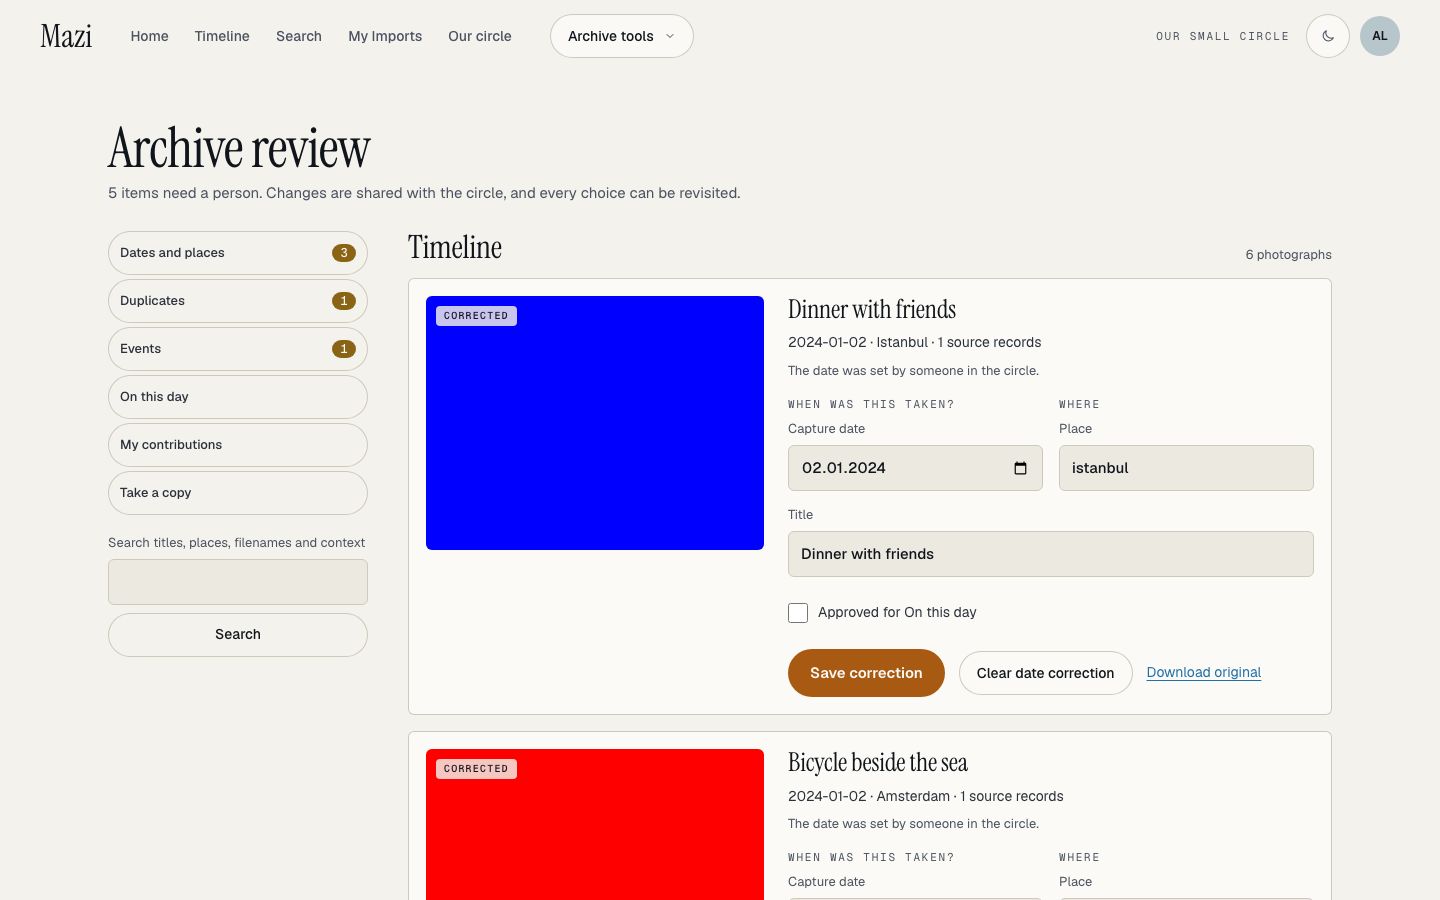 Mazi
Home
Timeline
Search
My Imports
Our circle
Archive tools
OUR SMALL CIRCLE
AL
Archive review
5 items need a person. Changes are shared with the circle, and every choice can be revisited.
Dates and places 3
Duplicates 1
Events 1
On this day
My contributions
Take a copy
Search titles, places, filenames and context
Search
Timeline
6 photographs
CORRECTED
Dinner with friends
2024-01-02 · Istanbul · 1 source records
The date was set by someone in the circle.
WHEN WAS THIS TAKEN?
WHERE
Capture date
Place
02.01.2024
istanbul
Title
Dinner with friends
Approved for On this day
Save correction
Clear date correction
Download original
CORRECTED
Bicycle beside the sea
2024-01-02 · Amsterdam · 1 source records
The date was set by someone in the circle.
WHEN WAS THIS TAKEN?
WHERE
Capture date
Place